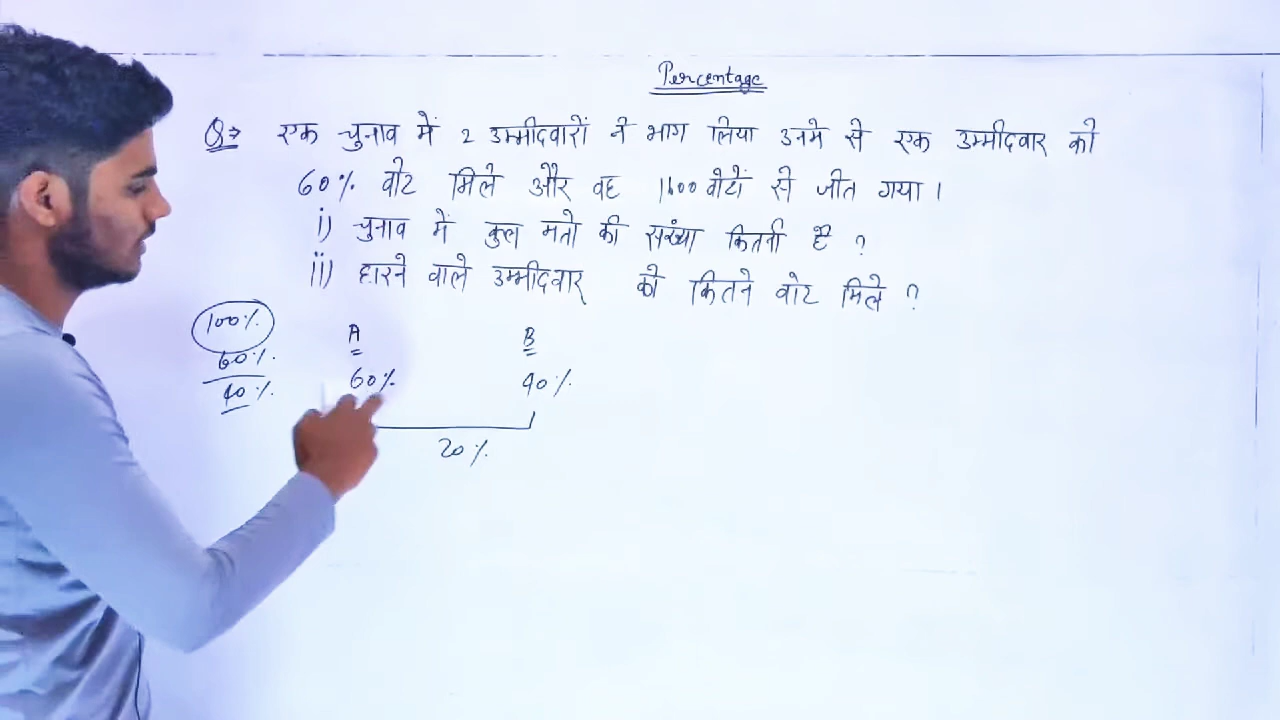 Percentage
Q⇒ एक चुनाव में 2 उम्मीदवारों ने भाग लिया उनमे से एक उम्मीदवार को
60% वोट मिले और वह 1600 वोटों से जीत गया।
i) चुनाव में कुल मतो की सख्ंया कितनी है ?
ii) हारने वाले उम्मीदवार को कितने वोट मिले ?
100%
60%
40%
A B
60% 40%
20%